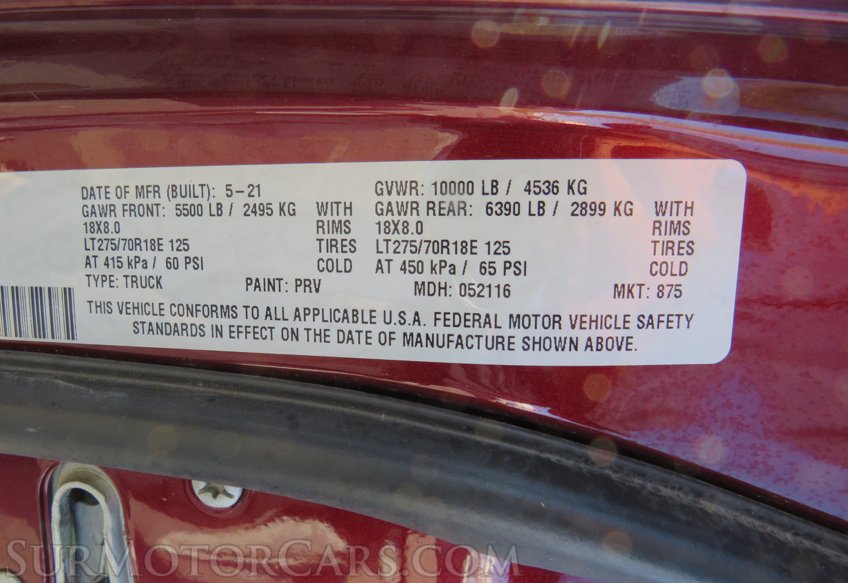 DATE OF MFR (BUILT): 5-21 GVWR: 10000 LB / 4536 KG
GAWR FRONT: 5500 LB / 2495 KG WITH GAWR REAR: 6390 LB / 2899 KG WITH
18X8.0 RIMS 18X8.0 RIMS
LT275/70R18E 125 TIRES LT275/70R18E 125 TIRES
AT 415 kPa / 60 PSI COLD AT 450 kPa / 65 PSI COLD
TYPE: TRUCK PAINT: PRV MDH: 052116 MKT: 875
THIS VEHICLE CONFORMS TO ALL APPLICABLE U.S.A. FEDERAL MOTOR VEHICLE SAFETY
STANDARDS IN EFFECT ON THE DATE OF MANUFACTURE SHOWN ABOVE.
SURMOTORCARS.COM